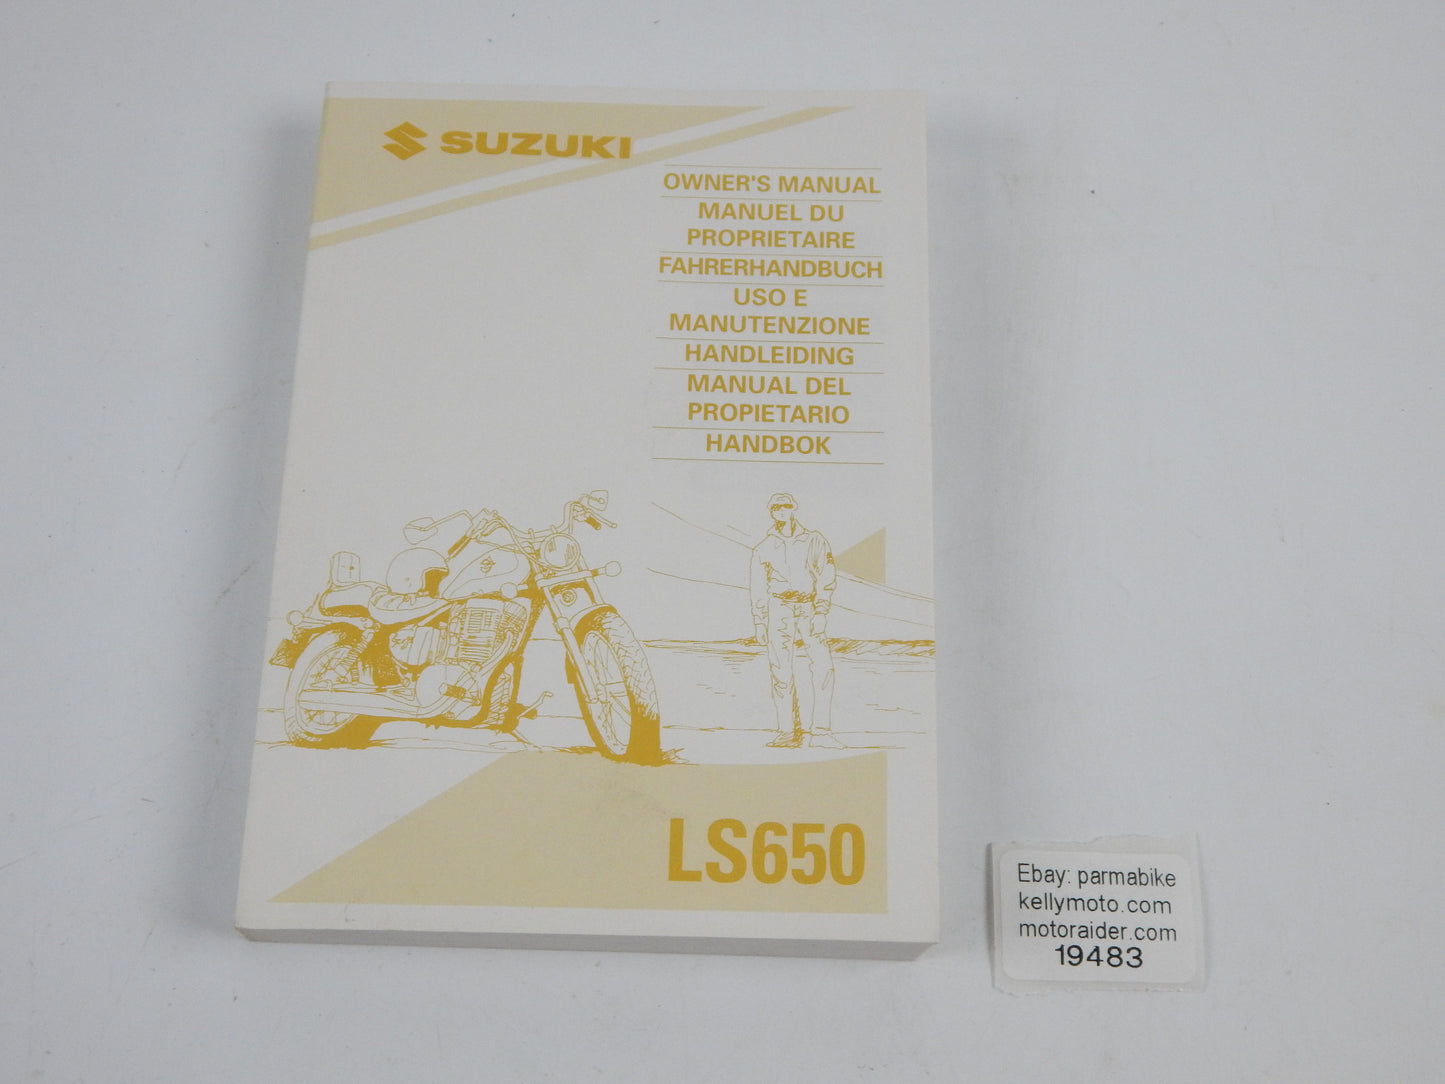 SUZUKI
OWNER'S MANUAL
MANUEL DU
PROPRIETAIRE
FAHRERHANDBUCH
USO E
MANUTENZIONE
HANDLEIDING
MANUAL DEL
PROPIETARIO
HANDBOK
LS650
Ebay: parmabike
kellymoto.com
motoraider.com
19483